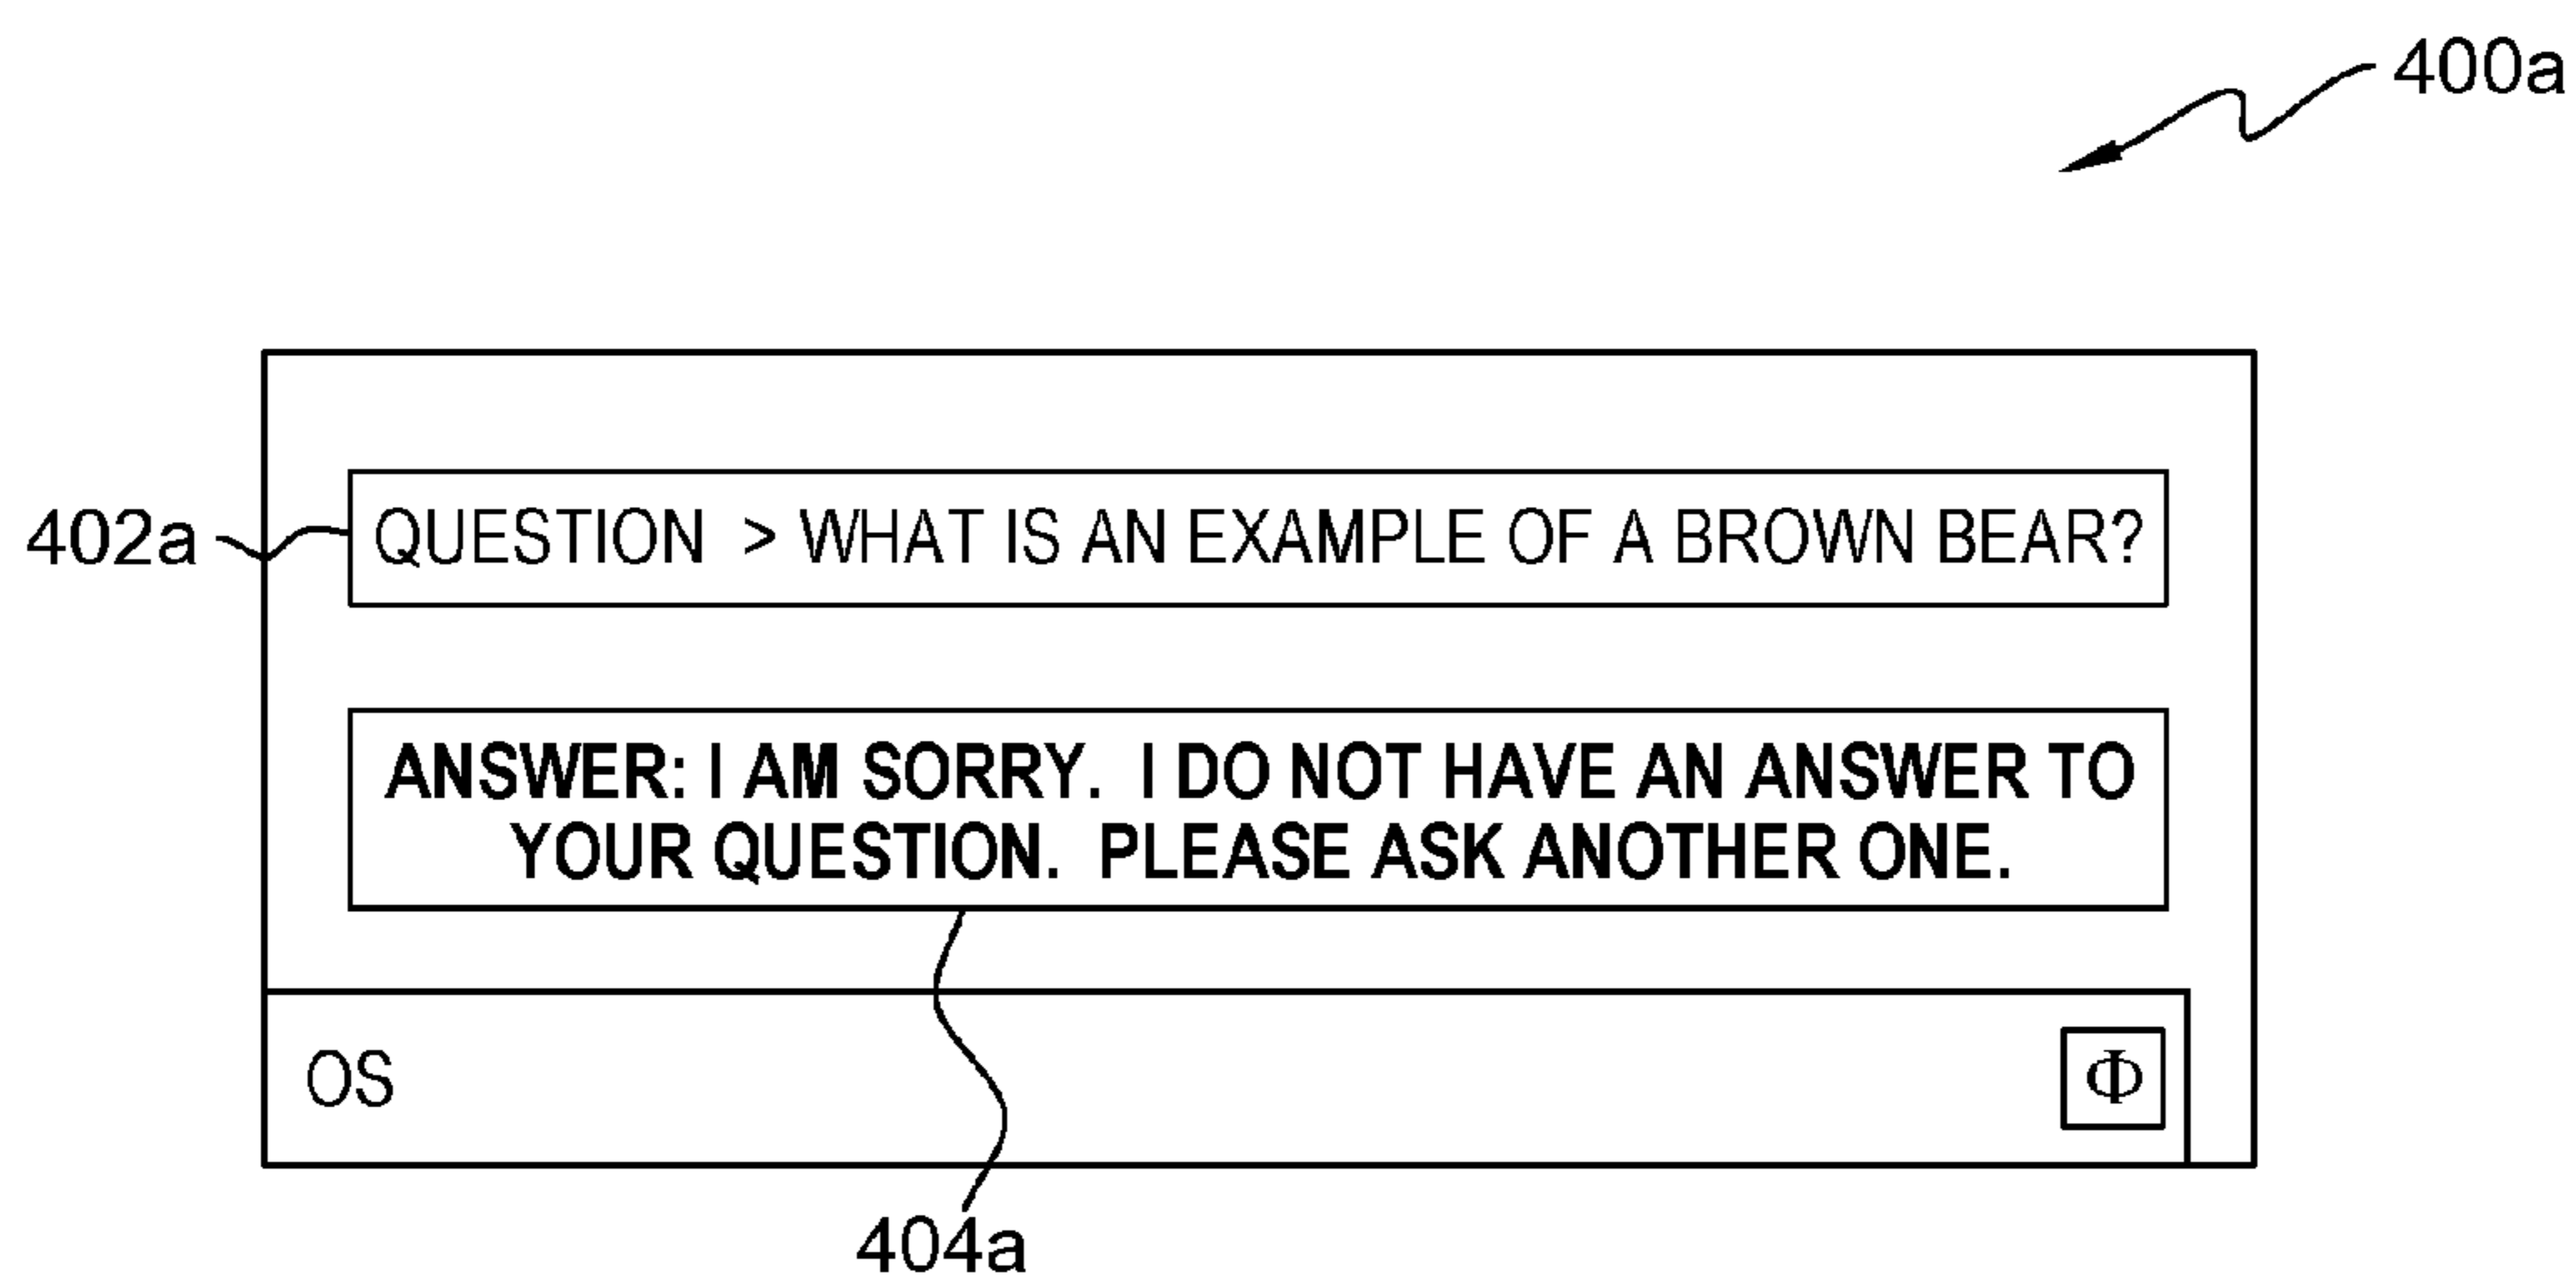 400a
402a
QUESTION > WHAT IS AN EXAMPLE OF A BROWN BEAR?
ANSWER: I AM SORRY. I DO NOT HAVE AN ANSWER TO
YOUR QUESTION. PLEASE ASK ANOTHER ONE.
OS
Φ
404a